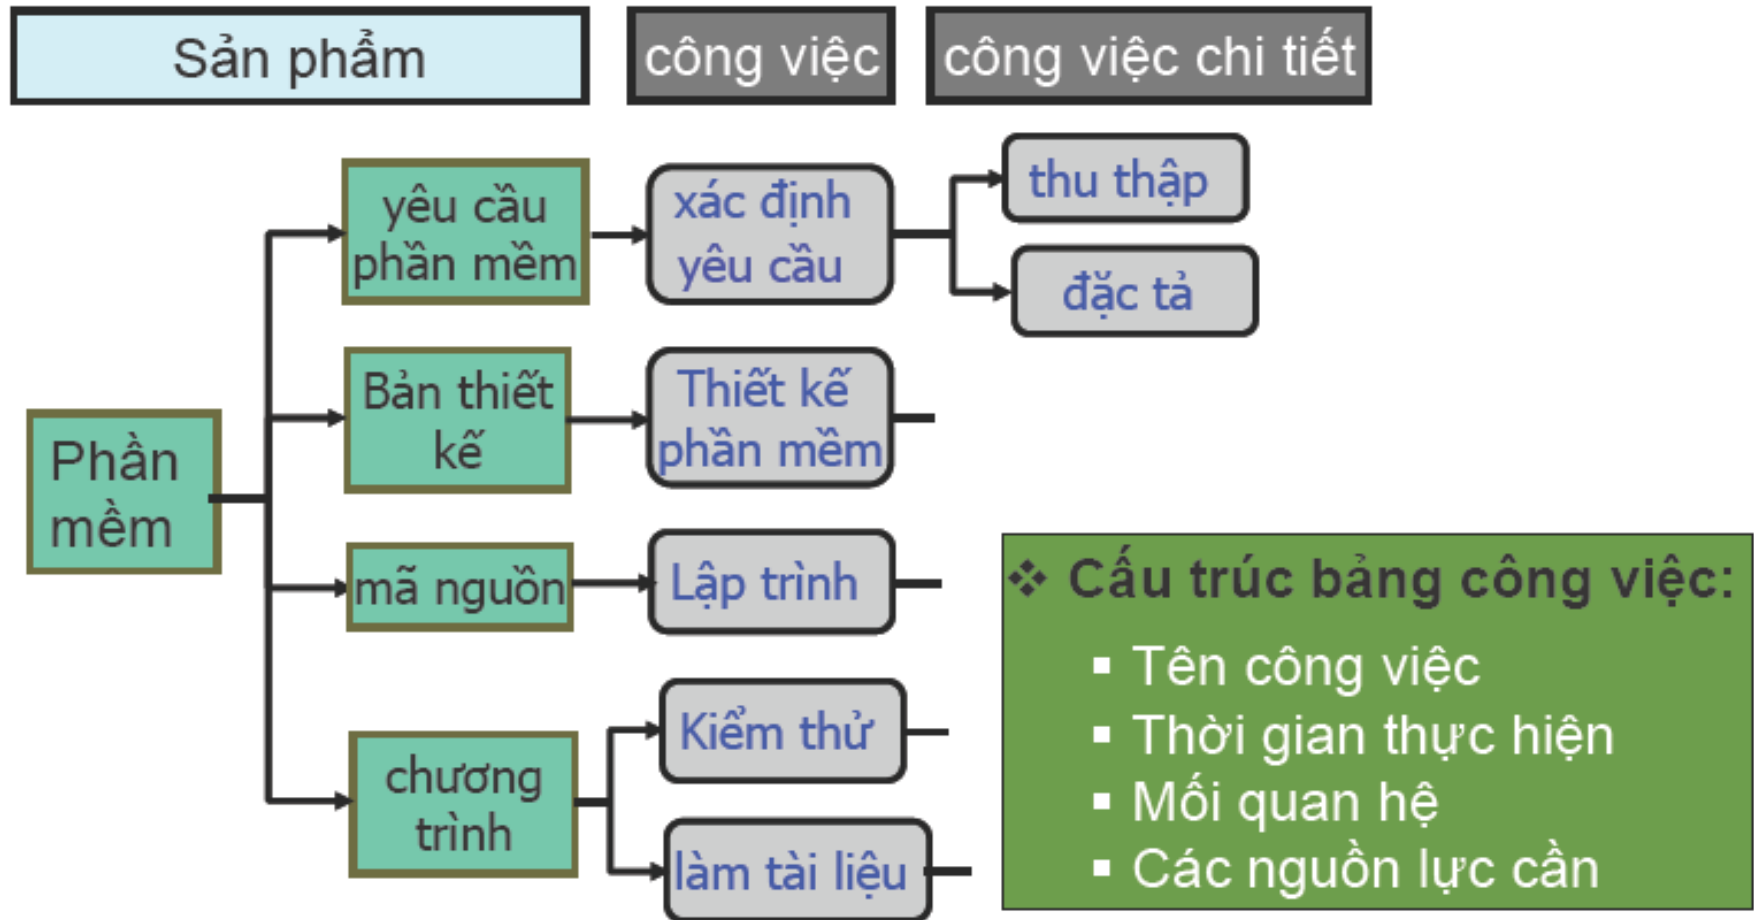 Sản phẩm
công việc
công việc chi tiết
yêu cầu
phần mềm
xác định
yêu cầu
thu thập
đặc tả
Bản thiết
kế
Thiết kế
phần mềm
Phần
mềm
mã nguồn
Lập trình
chương
trình
Kiểm thử
làm tài liệu
❖ Cấu trúc bảng công việc:
▪ Tên công việc
▪ Thời gian thực hiện
▪ Mối quan hệ
▪ Các nguồn lực cần